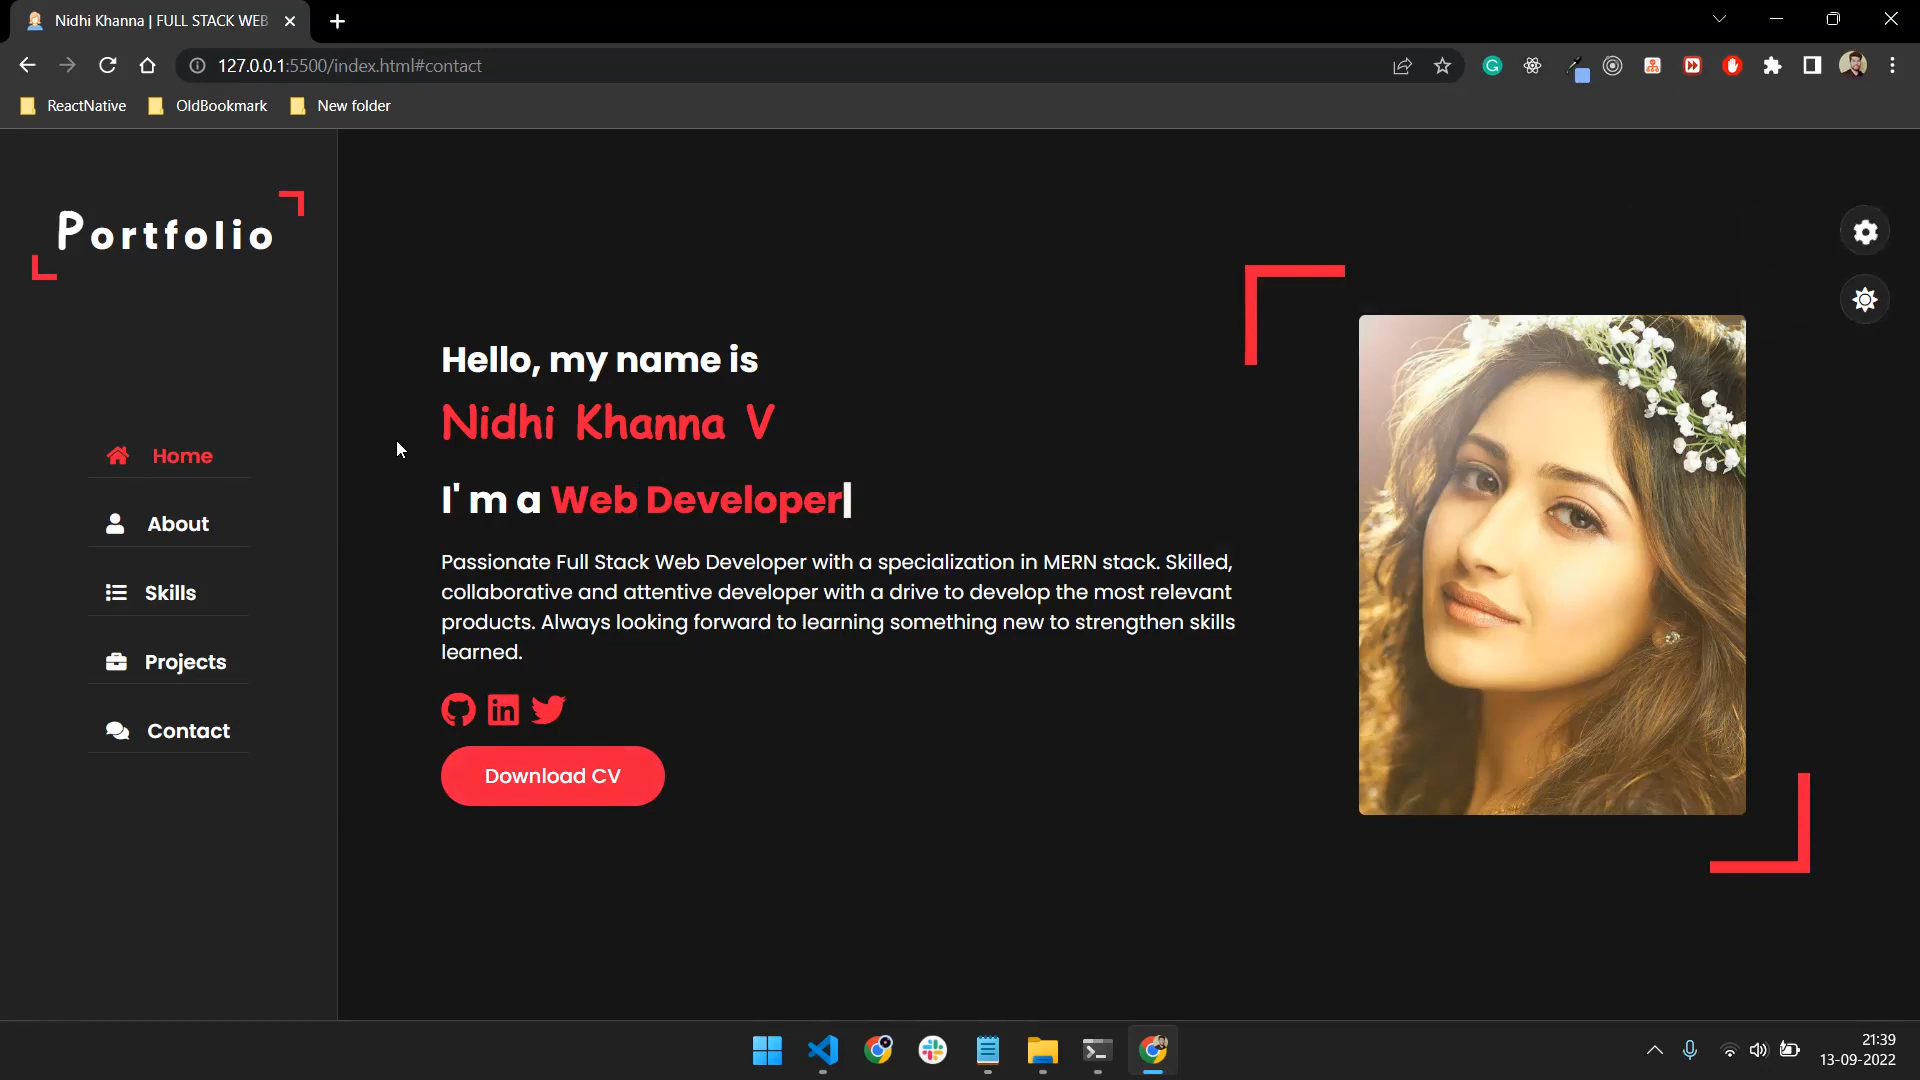 Nidhi Khanna | FULL STACK WEB
127.0.0.1:5500/index.html#contact
ReactNative
OldBookmark
New folder
Portfolio
Home
About
Skills
Projects
Contact
Hello, my name is
Nidhi Khanna V
I' m a Web Developer|
Passionate Full Stack Web Developer with a specialization in MERN stack. Skilled,
collaborative and attentive developer with a drive to develop the most relevant
products. Always looking forward to learning something new to strengthen skills
learned.
Download CV
21:39
13-09-2022